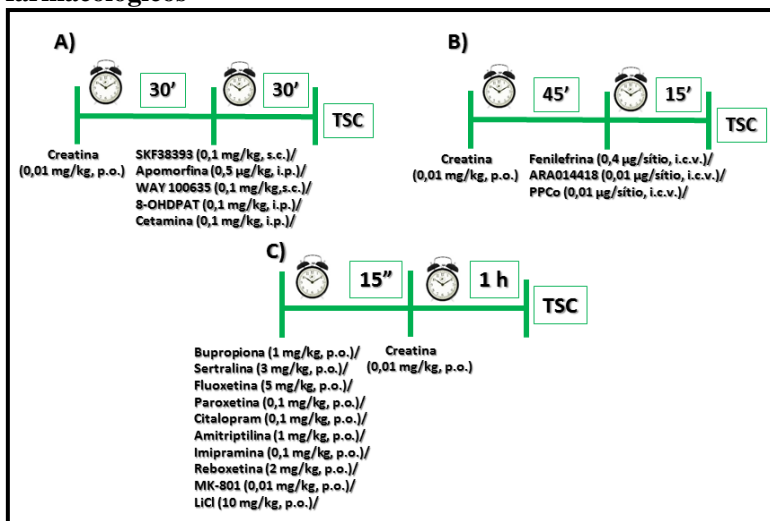 farmacológicos
A)
30'
30'
TSC
Creatina
(0,01 mg/kg, p.o.)
SKF38393 (0,1 mg/kg, s.c.)/
Apomorfina (0,5 µg/kg, i.p.)/
WAY 100635 (0,1 mg/kg,s.c.)/
8-OHDPAT (0,1 mg/kg, i.p.)/
Cetamina (0,1 mg/kg, i.p.)/
B)
45'
15'
TSC
Creatina
(0,01 mg/kg, p.o.)
Fenilefrina (0,4 µg/sítio, i.c.v.)/
ARA014418 (0,01 µg/sítio, i.c.v.)/
PPCo (0,01 µg/sítio, i.c.v.)/
C)
15”
1 h
TSC
Bupropiona (1 mg/kg, p.o.)/
Sertralina (3 mg/kg, p.o.)/
Fluoxetina (5 mg/kg, p.o.)/
Paroxetina (0,1 mg/kg, p.o.)/
Citalopram (0,1 mg/kg, p.o.)/
Amitriptilina (1 mg/kg, p.o.)/
Imipramina (0,1 mg/kg, p.o.)/
Reboxetina (2 mg/kg, p.o.)/
MK-801 (0,01 mg/kg, p.o.)/
LiCl (10 mg/kg, p.o.)/
Creatina
(0,01 mg/kg, p.o.)